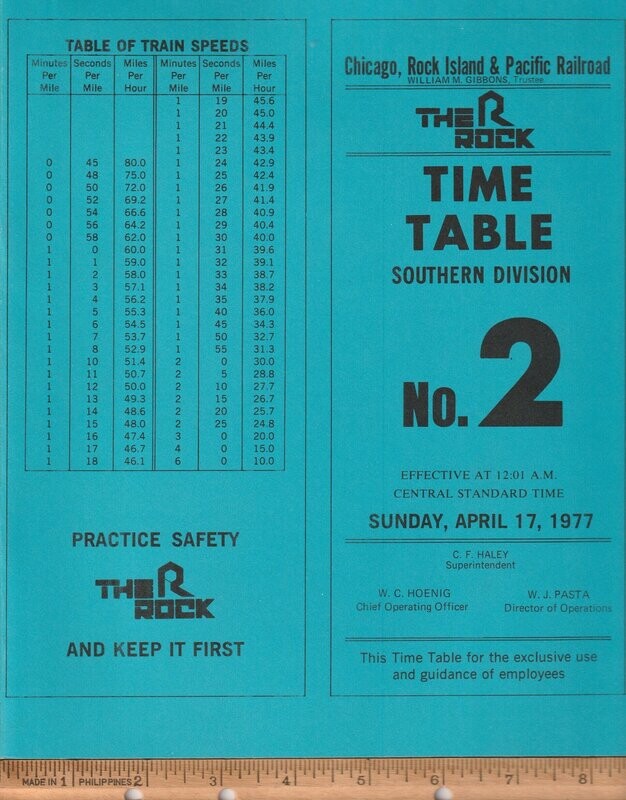 TABLE OF TRAIN SPEEDS
Minutes Per Mile Seconds Per Mile Miles Per Hour Minutes Per Mile Seconds Per Mile Miles Per Hour
1 19 45.6
1 20 45.0
1 21 44.4
1 22 43.9
1 23 43.4
0 45 80.0 1 24 42.9
0 48 75.0 1 25 42.4
0 50 72.0 1 26 41.9
0 52 69.2 1 27 41.4
0 54 66.6 1 28 40.9
0 56 64.2 1 29 40.4
0 58 62.0 1 30 40.0
1 0 60.0 1 31 39.6
1 1 59.0 1 32 39.1
1 2 58.0 1 33 38.7
1 3 57.1 1 34 38.2
1 4 56.2 1 35 37.9
1 5 55.3 1 40 36.0
1 6 54.5 1 45 34.3
1 7 53.7 1 50 32.7
1 8 52.9 1 55 31.3
1 10 51.4 2 0 30.0
1 11 50.7 2 5 28.8
1 12 50.0 2 10 27.7
1 13 49.3 2 15 26.7
1 14 48.6 2 20 25.7
1 15 48.0 2 25 24.8
1 16 47.4 3 0 20.0
1 17 46.7 4 0 15.0
1 18 46.1 6 0 10.0
PRACTICE SAFETY
THE R
ROCK
AND KEEP IT FIRST
Chicago, Rock Island & Pacific Railroad
WILLIAM M. GIBBONS, Trustee
THE R
ROCK
TIME
TABLE
SOUTHERN DIVISION
No. 2
EFFECTIVE AT 12:01 A.M.
CENTRAL STANDARD TIME
SUNDAY, APRIL 17, 1977
C. F. HALEY
Superintendent
W. C. HOENIG
Chief Operating Officer
W. J. PASTA
Director of Operations
This Time Table for the exclusive use
and guidance of employees
MADE IN 1 PHILIPPINES 2 3 4 5 6 7 8